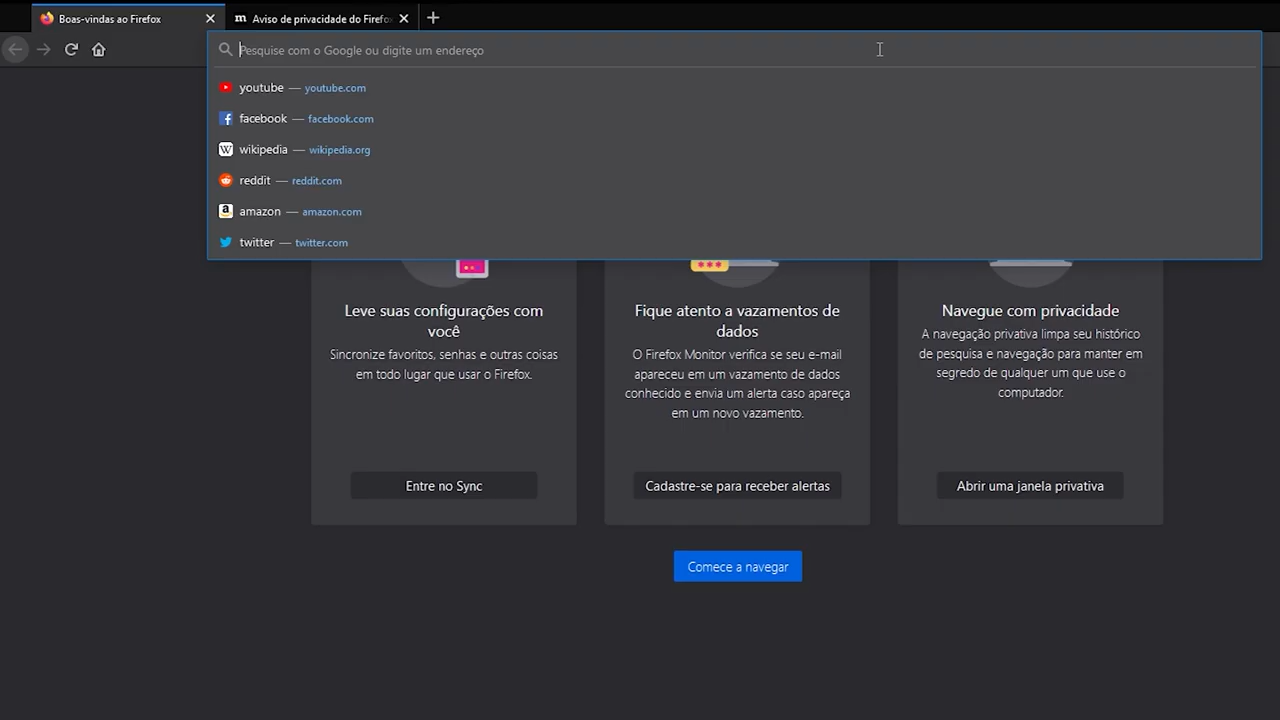 Boas-vindas ao Firefox
m Aviso de privacidade do Firefox
Pesquise com o Google ou digite um endereço
youtube — youtube.com
facebook — facebook.com
wikipedia — wikipedia.org
reddit — reddit.com
amazon — amazon.com
twitter — twitter.com
Leve suas configurações com
você
Sincronize favoritos, senhas e outras coisas
em todo lugar que usar o Firefox.
Entre no Sync
Fique atento a vazamentos de
dados
O Firefox Monitor verifica se seu e-mail
apareceu em um vazamento de dados
conhecido e envia um alerta caso apareça
em um novo vazamento.
Cadastre-se para receber alertas
Navegue com privacidade
A navegação privativa limpa seu histórico
de pesquisa e navegação para manter em
segredo de qualquer um que use o
computador.
Abrir uma janela privativa
Comece a navegar